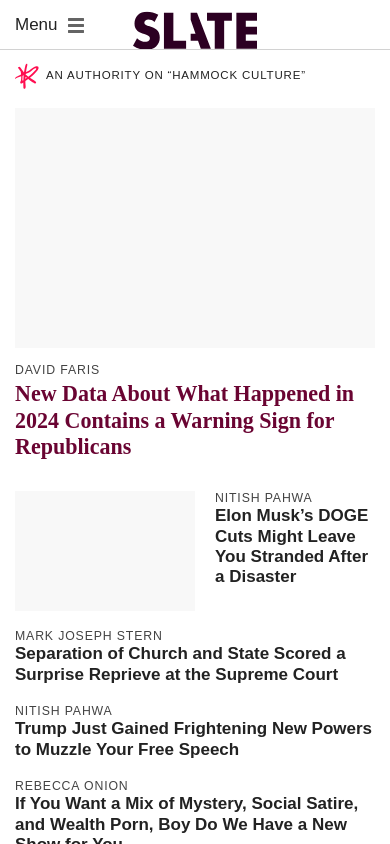 Menu
SLATE
AN AUTHORITY ON “HAMMOCK CULTURE”
DAVID FARIS
New Data About What Happened in
2024 Contains a Warning Sign for
Republicans
NITISH PAHWA
Elon Musk’s DOGE
Cuts Might Leave
You Stranded After
a Disaster
MARK JOSEPH STERN
Separation of Church and State Scored a
Surprise Reprieve at the Supreme Court
NITISH PAHWA
Trump Just Gained Frightening New Powers
to Muzzle Your Free Speech
REBECCA ONION
If You Want a Mix of Mystery, Social Satire,
and Wealth Porn, Boy Do We Have a New
Show for You